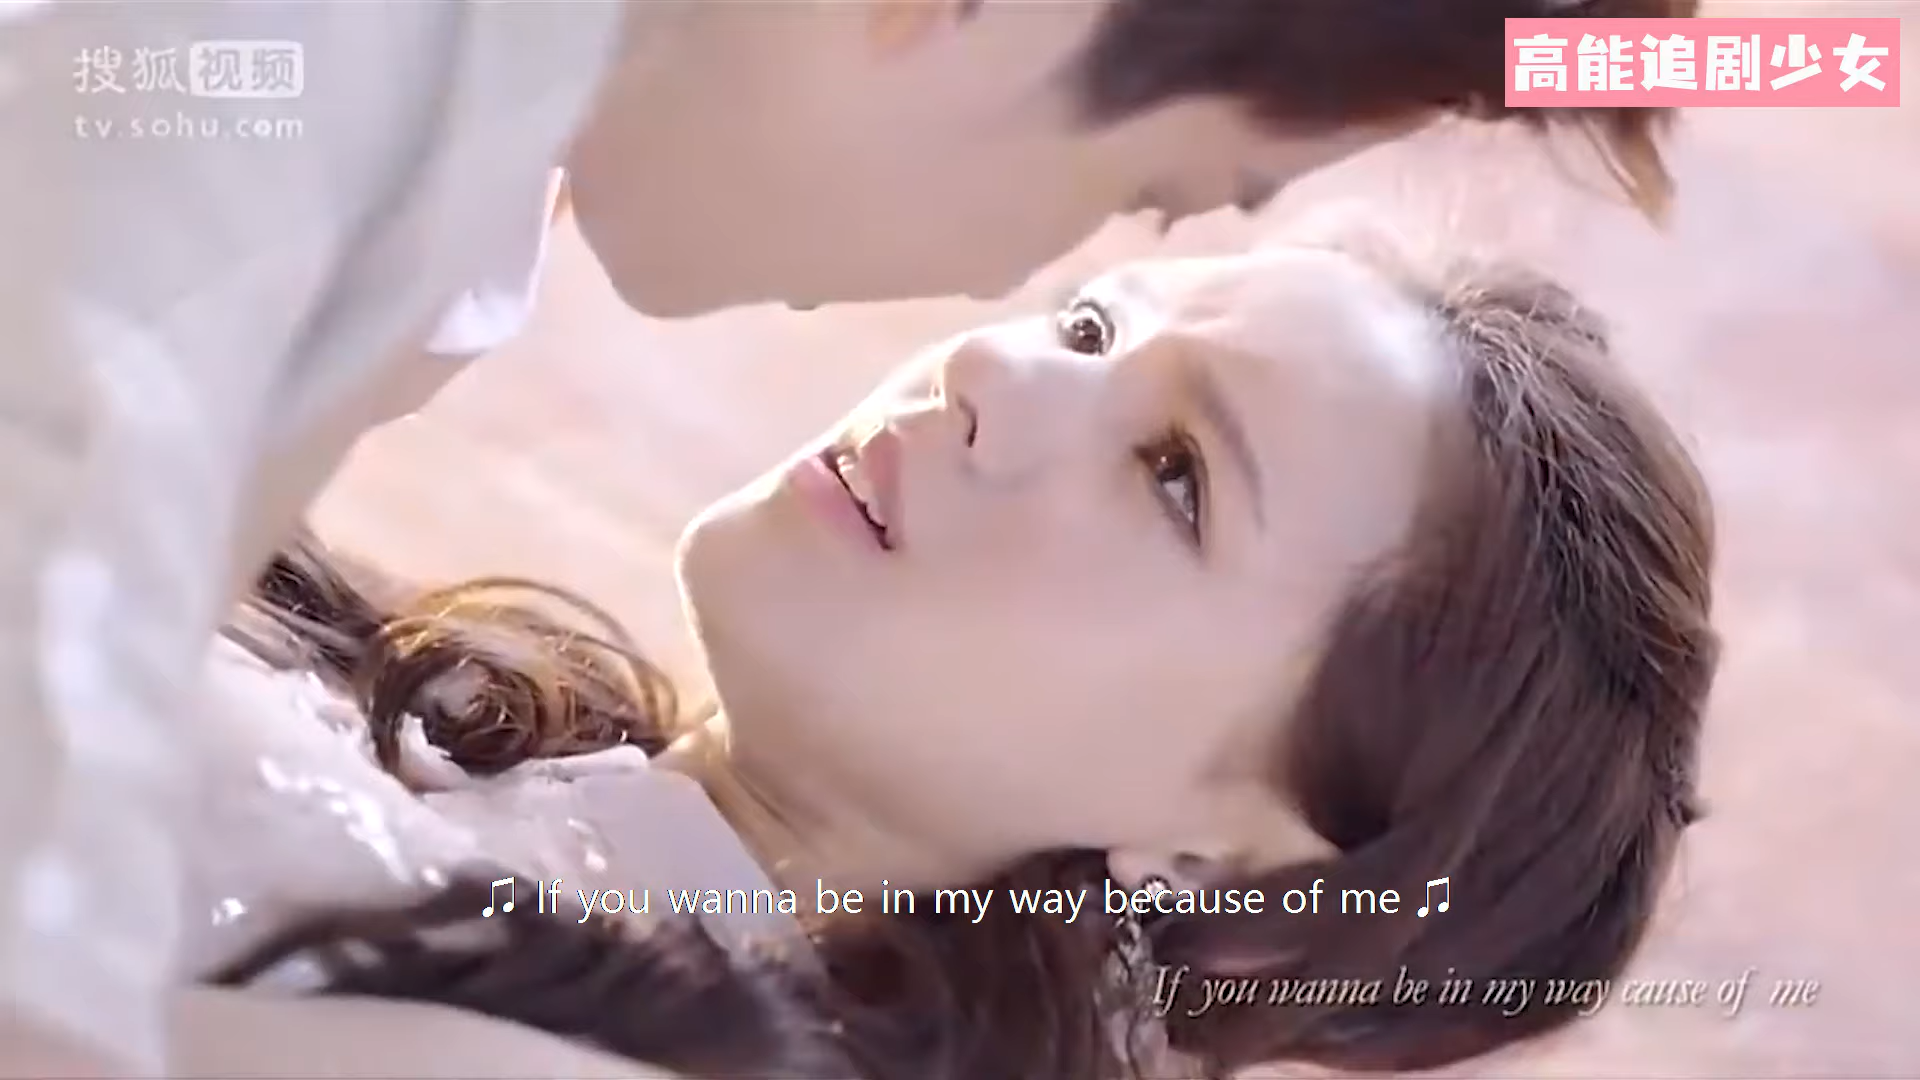 搜狐视频
tv.sohu.com
高能追剧少女
♫ If you wanna be in my way because of me ♫
If you wanna be in my way cause of me